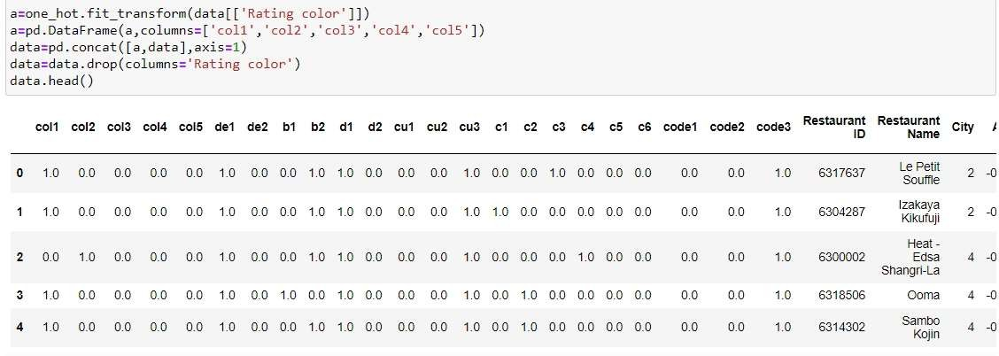 a=one_hot.fit_transform(data[['Rating color']])
a=pd.DataFrame(a,columns=['col1','col2','col3','col4','col5'])
data=pd.concat([a,data],axis=1)
data=data.drop(columns='Rating color')
data.head()
col1 col2 col3 col4 col5 de1 de2 b1 b2 d1 d2 cu1 cu2 cu3 c1 c2 c3 c4 c5 c6 code1 code2 code3 Restaurant ID Restaurant Name City
0 1.0 0.0 0.0 0.0 0.0 1.0 0.0 0.0 1.0 1.0 0.0 0.0 0.0 1.0 0.0 0.0 1.0 0.0 0.0 0.0 0.0 0.0 1.0 6317637 Le Petit Souffle 2 -0
1 1.0 0.0 0.0 0.0 0.0 1.0 0.0 0.0 1.0 1.0 0.0 0.0 0.0 1.0 1.0 0.0 0.0 0.0 0.0 0.0 0.0 0.0 1.0 6304287 Izakaya Kikufuji 2 -0
2 0.0 1.0 0.0 0.0 0.0 1.0 0.0 0.0 1.0 1.0 0.0 0.0 0.0 1.0 0.0 0.0 0.0 1.0 0.0 0.0 0.0 0.0 1.0 6300002 Heat - Edsa Shangri-La 4 -0
3 1.0 0.0 0.0 0.0 0.0 1.0 0.0 1.0 0.0 1.0 0.0 0.0 0.0 1.0 0.0 1.0 0.0 0.0 0.0 0.0 0.0 0.0 1.0 6318506 Ooma 4 -0
4 1.0 0.0 0.0 0.0 0.0 1.0 0.0 0.0 1.0 1.0 0.0 0.0 0.0 1.0 0.0 1.0 0.0 0.0 0.0 0.0 0.0 0.0 1.0 6314302 Sambo Kojin 4 -0